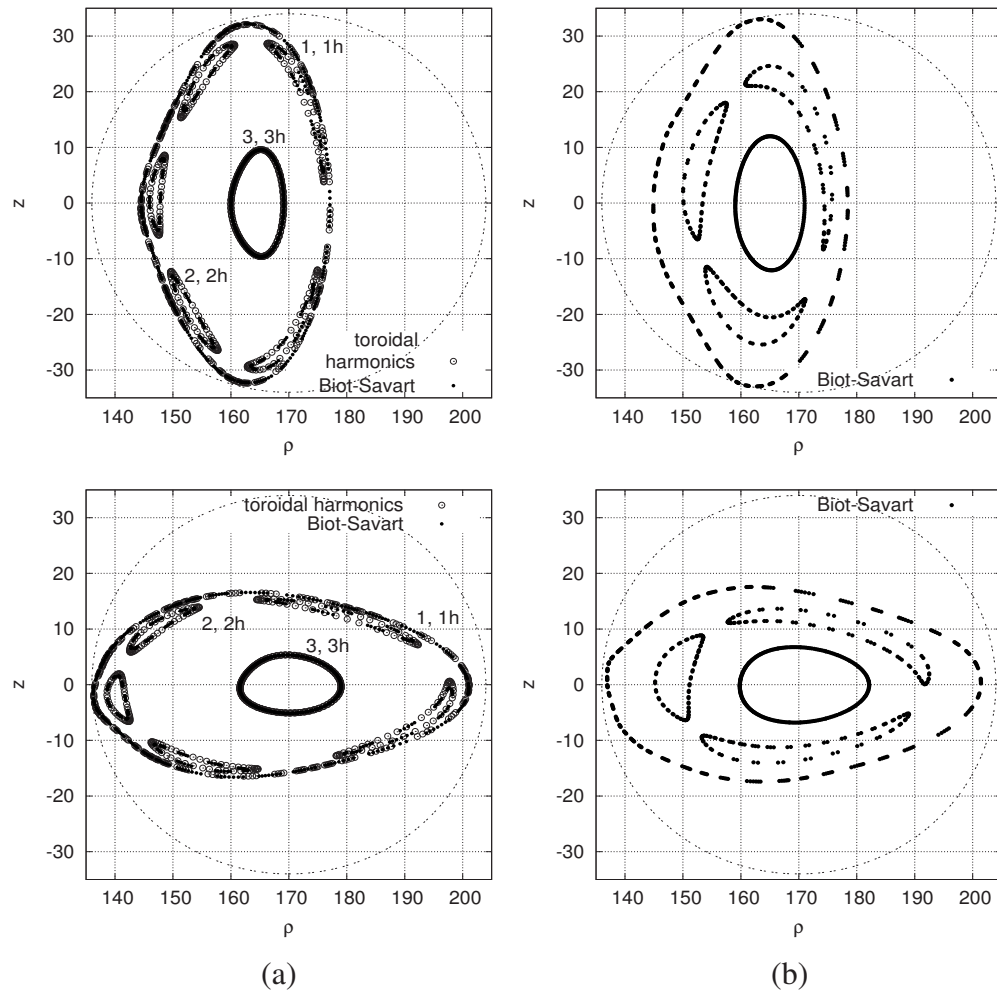 30
20
10
0
-10
-20
-30
z
1, 1h
3, 3h
2, 2h
toroidal
harmonics
Biot-Savart
140 150 160 170 180 190 200
ρ
30
20
10
0
-10
-20
-30
z
Biot-Savart
140 150 160 170 180 190 200
ρ
30
20
10
0
-10
-20
-30
z
toroidal harmonics
Biot-Savart
2, 2h
1, 1h
3, 3h
140 150 160 170 180 190 200
ρ
30
20
10
0
-10
-20
-30
z
Biot-Savart
140 150 160 170 180 190 200
ρ
(a)
(b)